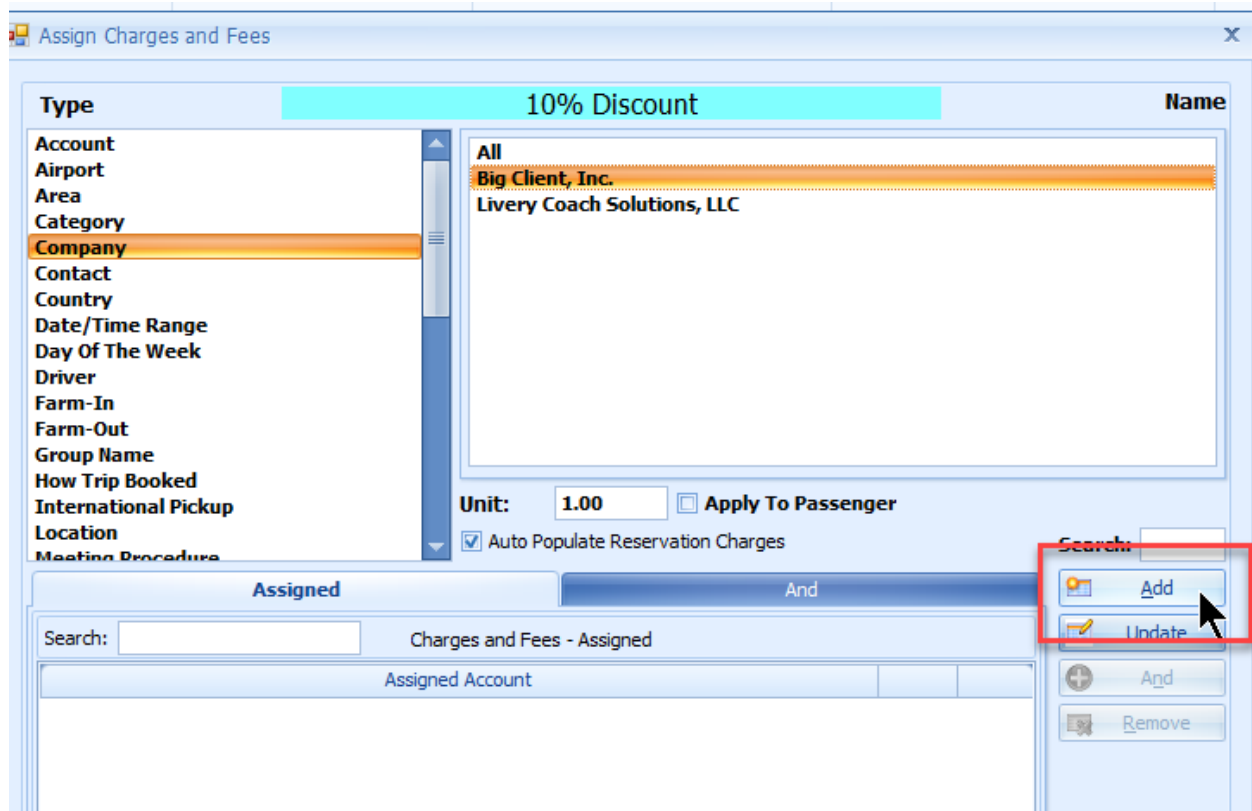 Assign Charges and Fees
x
Type
10% Discount
Name
Account
Airport
Area
Category
Company
Contact
Country
Date/Time Range
Day Of The Week
Driver
Farm-In
Farm-Out
Group Name
How Trip Booked
International Pickup
Location
Meeting Procedure
All
Big Client, Inc.
Livery Coach Solutions, LLC
Unit: 1.00 Apply To Passenger
Auto Populate Reservation Charges
Search:
Assigned
And
Add
Update
And
Remove
Search: Charges and Fees - Assigned
Assigned Account